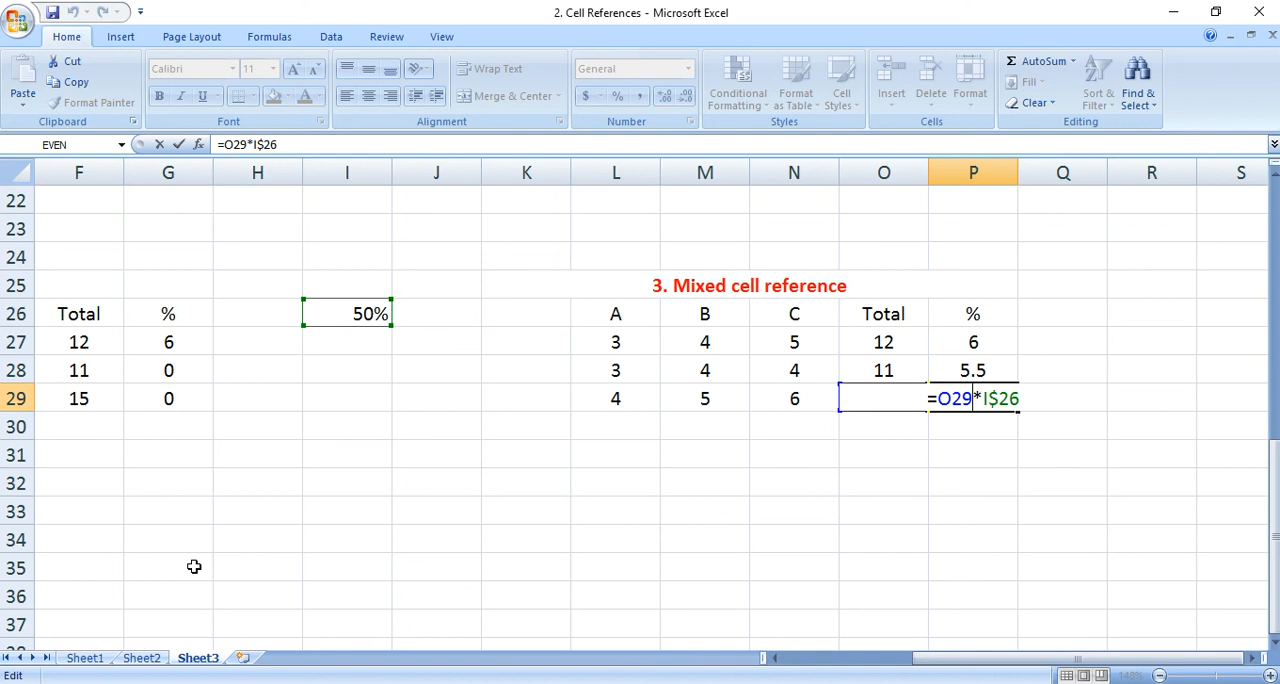 2. Cell References - Microsoft Excel
Home Insert Page Layout Formulas Data Review View
Paste
Cut
Copy
Format Painter
Clipboard
Calibri 11
B I U
Font
Wrap Text
Merge & Center
Alignment
General
$ % ,
Number
Conditional Formatting
Format as Table
Cell Styles
Styles
Insert Delete Format
Cells
Σ AutoSum
Fill
Clear
Sort & Filter
Find & Select
Editing
EVEN fx =O29*I$26
F G H I J K L M N O P Q R S
22
23
24
25 3. Mixed cell reference
26 Total % 50% A B C Total %
27 12 6 3 4 5 12 6
28 11 0 3 4 4 11 5.5
29 15 0 4 5 6 =O29*I$26
30
31
32
33
34
35
36
37
Sheet1 Sheet2 Sheet3
Edit 148%